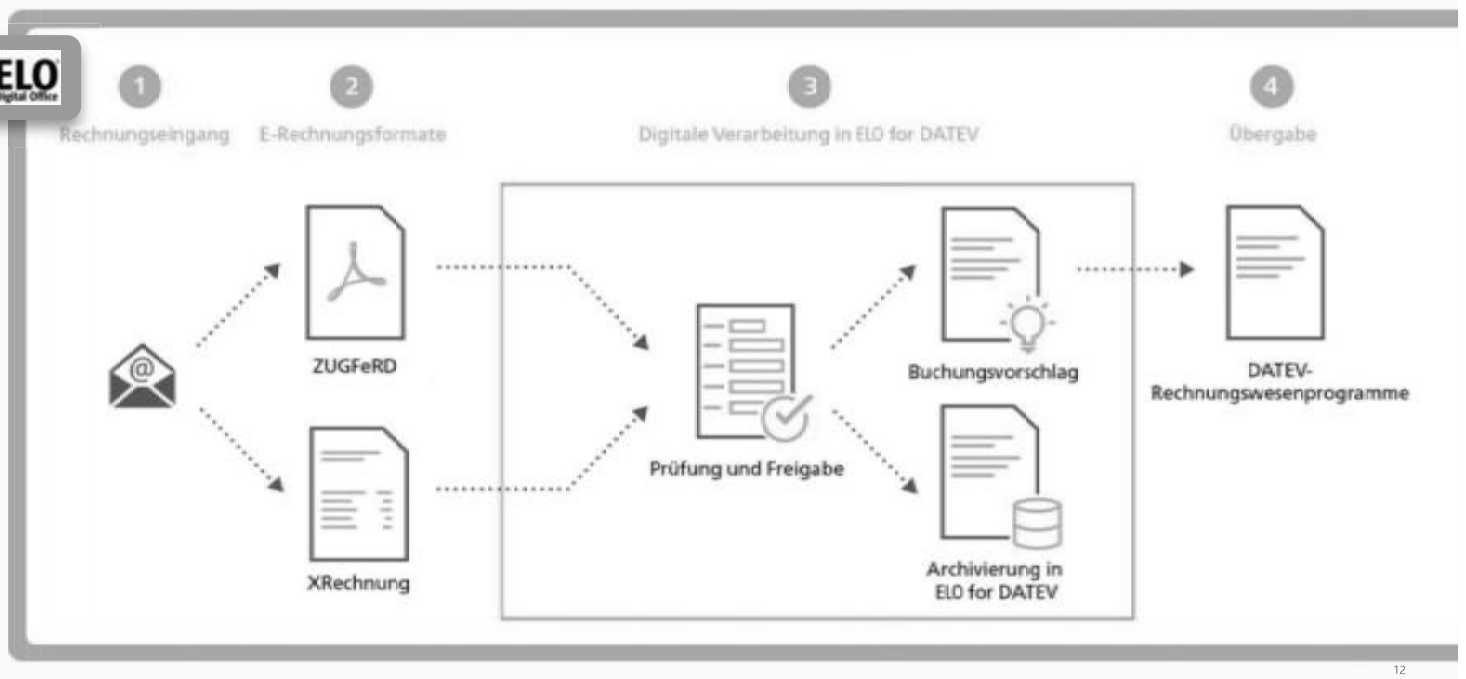 ELO
Digital Office
1
2
3
4
Rechnungseingang
E-Rechnungsformate
Digitale Verarbeitung in ELO for DATEV
Übergabe
@
ZUGFeRD
XRechnung
Prüfung und Freigabe
Buchungsvorschlag
Archivierung in
ELO for DATEV
DATEV-
Rechnungswesenprogramme
12